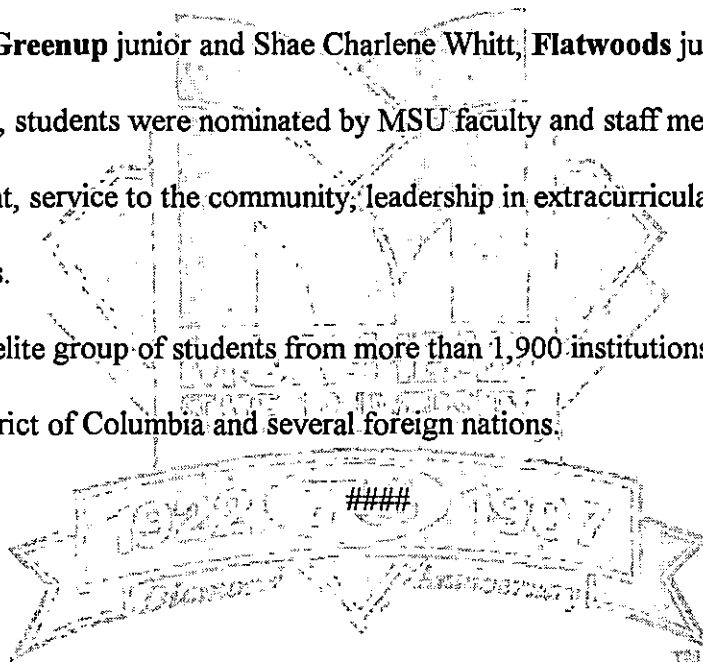 Greenup junior and Shae Charlene Whitt, Flatwoods ju
, students were nominated by MSU faculty and staff me
t, service to the community, leadership in extracurricula
s.
elite group of students from more than 1,900 institutions
rict of Columbia and several foreign nations.
####
1922 1997
Diamond Anniversary